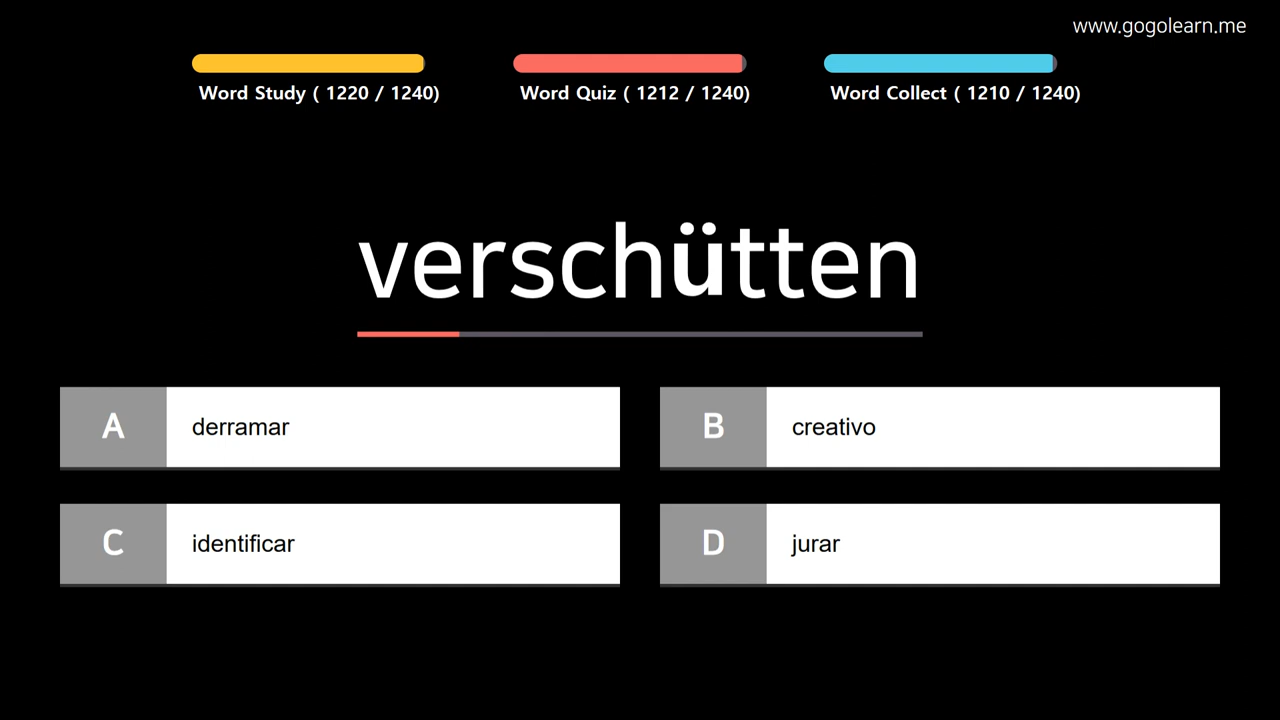 www.gogolearn.me
Word Study ( 1220 / 1240)
Word Quiz ( 1212 / 1240)
Word Collect ( 1210 / 1240)
verschütten
A derramar
B creativo
C identificar
D jurar